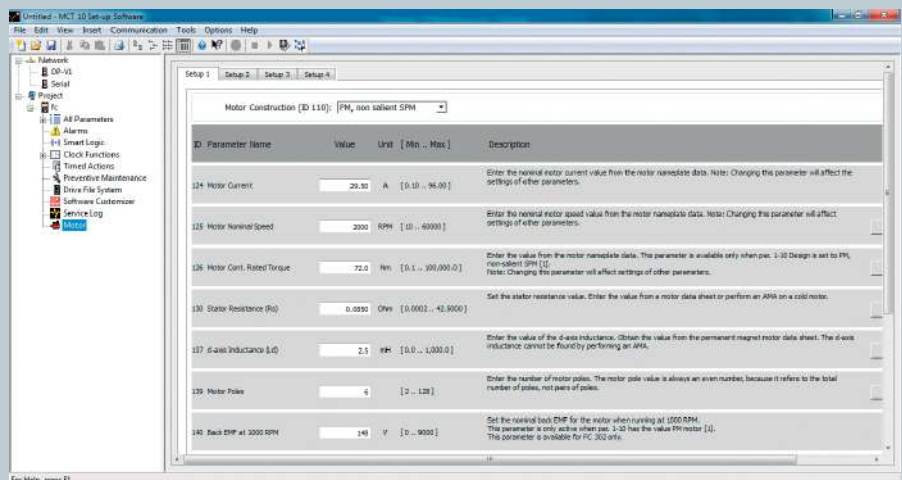 Untitled - MCT 10 Set-up Software
File Edit View Insert Communication Tools Options Help
Network
DP-V1
Serial
Project
fc
All Parameters
Alarms
Smart Logic
Clock Functions
Timed Actions
Preventive Maintenance
Drive File System
Software Customizer
Service Log
Motor
Setup 1 Setup 2 Setup 3 Setup 4
Motor Construction [ID 110]: PM, non salient SPM
ID Parameter Name Value Unit [ Min .. Max ] Description
124 Motor Current 29.50 A [ 0.10 .. 96.00 ] Enter the nominal motor current value from the motor nameplate data. Note: Changing this parameter will affect the
settings of other parameters.
125 Motor Nominal Speed 2000 RPM [ 10 .. 60000 ] Enter the nominal motor speed value from the motor nameplate data. Note: Changing this parameter will affect
settings of other parameters.
126 Motor Cont. Rated Torque 72.0 Nm [ 0.1 .. 100,000.0 ] Enter the value from the motor nameplate data. This parameter is available only when par. 1-10 Design is set to PM,
non-salient SPM [1].
Note: Changing this parameter will affect settings of other parameters.
130 Stator Resistance (Rs) 0.0550 Ohm [ 0.0002 .. 42.5000 ] Set the stator resistance value. Enter the value from a motor data sheet or perform an AMA on a cold motor.
137 d-axis Inductance (Ld) 2.5 mH [ 0.0 .. 1,000.0 ] Enter the value of the d-axis inductance. Obtain the value from the permanent magnet motor data sheet. The d-axis
inductance cannot be found by performing an AMA.
139 Motor Poles 6 [ 2 .. 128 ] Enter the number of motor poles. The motor pole value is always an even number, because it refers to the total
number of poles, not pairs of poles.
140 Back EMF at 1000 RPM 148 V [ 0 .. 9000 ] Set the nominal back EMF for the motor when running at 1000 RPM.
This parameter is only active when par. 1-10 has the value PM motor [1].
This parameter is available for FC 302 only.
For Help, press F1